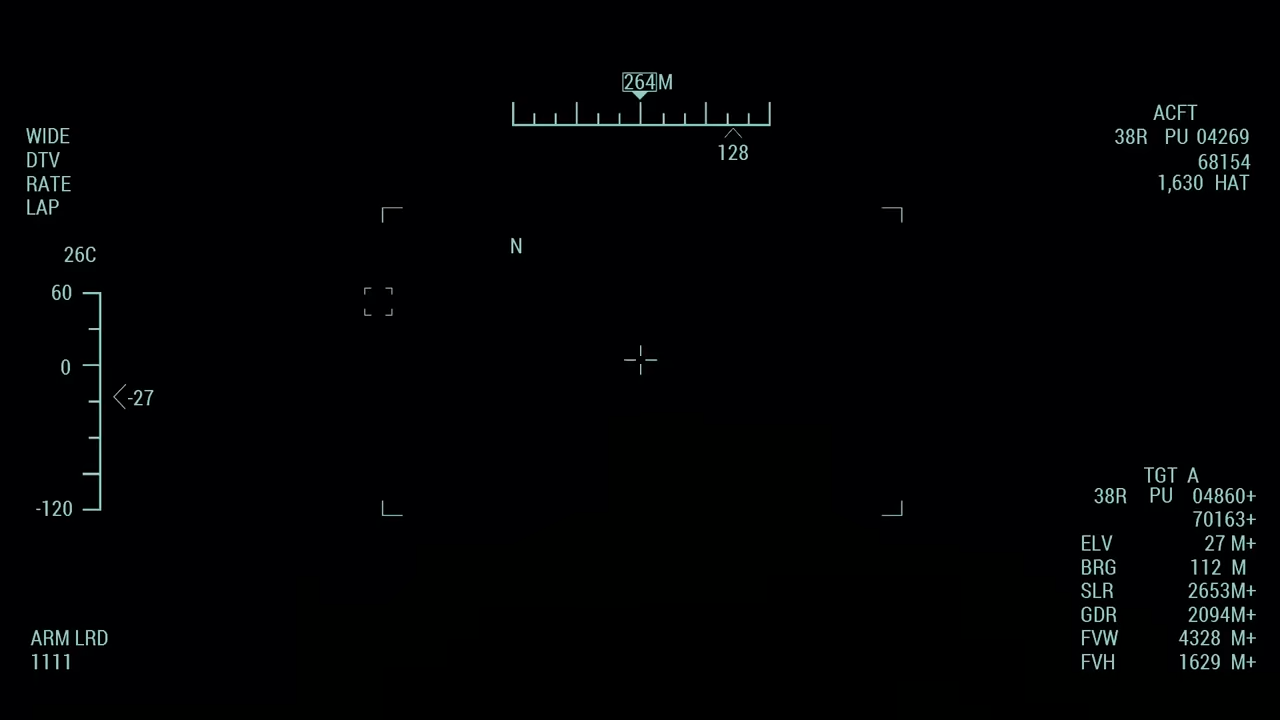 264M
128
WIDE
DTV
RATE
LAP
ACFT
38R PU 04269
68154
1,630 HAT
N
26C
60
0
-27
-120
TGT A
38R PU 04860+
70163+
ELV 27 M+
BRG 112 M
SLR 2653M+
GDR 2094M+
FVW 4328 M+
FVH 1629 M+
ARM LRD
1111